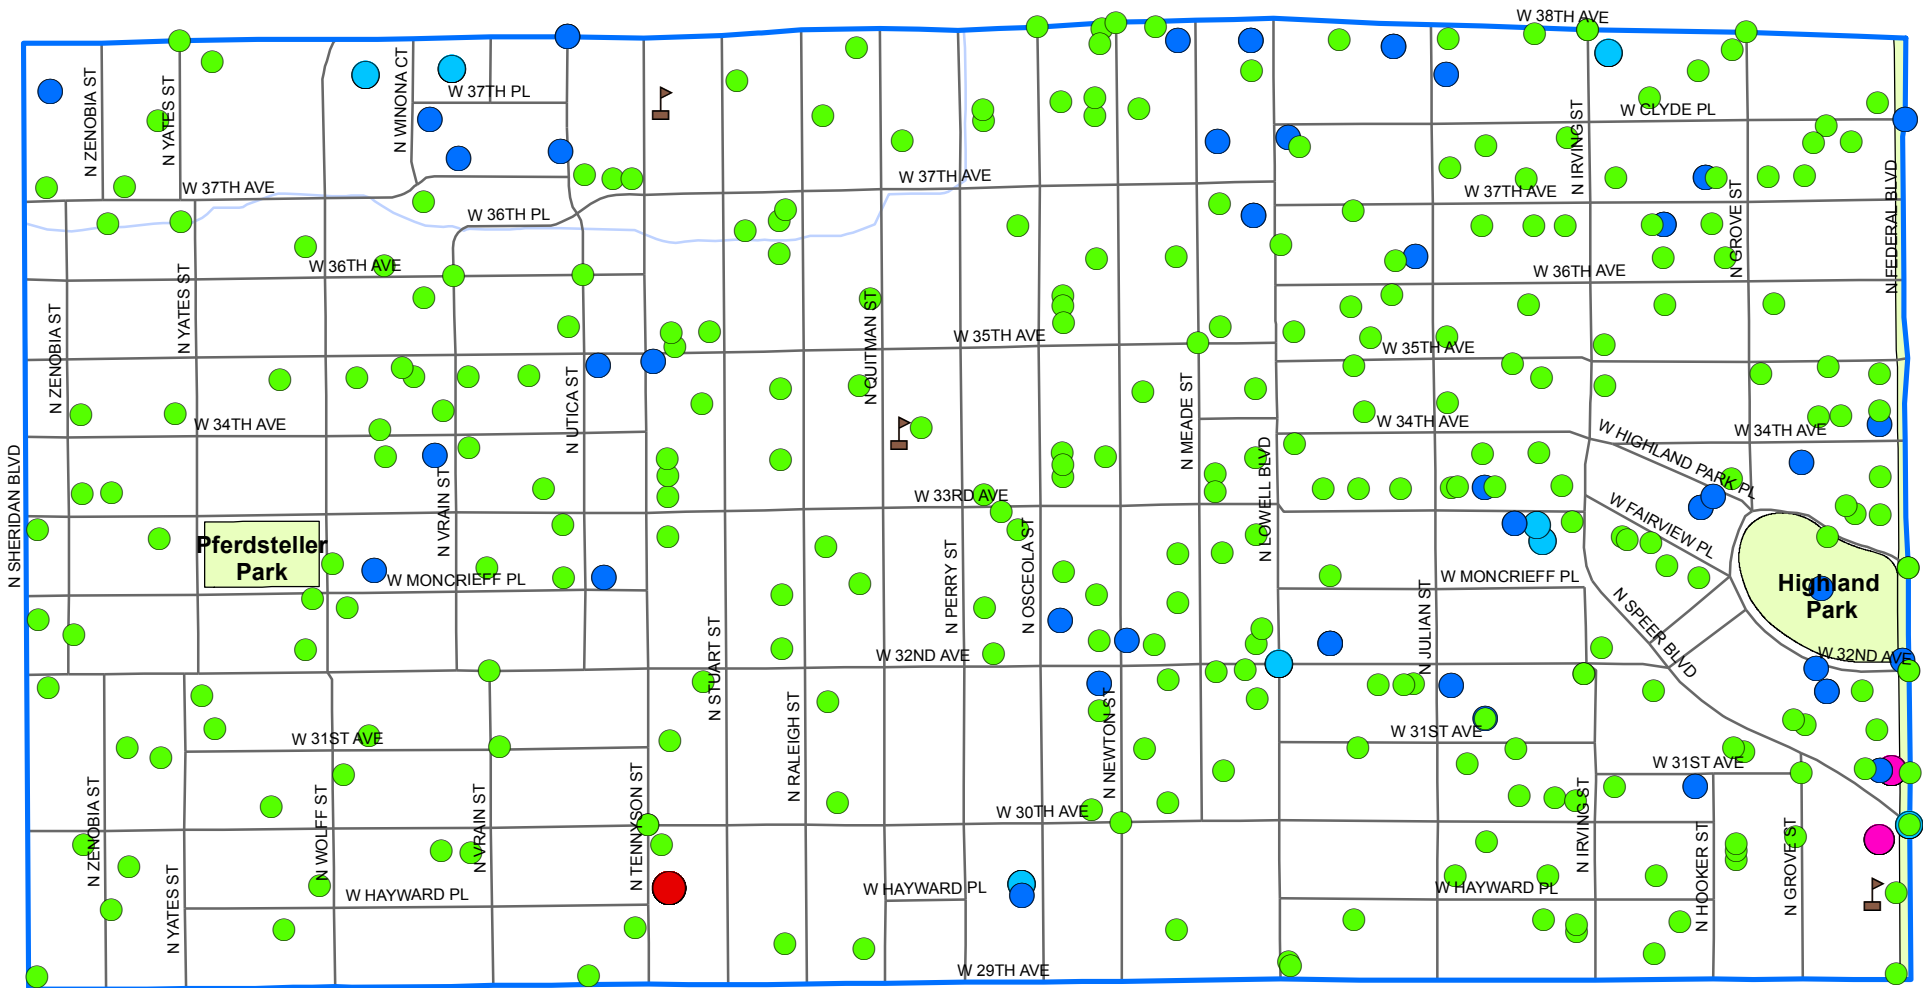 W 38TH AVE
N ZENOBIA ST
N YATES ST
N WINONA CT
W 37TH PL
W CLYDE PL
N IRVING ST
W 37TH AVE
W 37TH AVE
W 37TH AVE
N GROVE ST
N FEDERAL BLVD
W 36TH PL
W 36TH AVE
W 36TH AVE
N YATES ST
N ZENOBIA ST
N QUITMAN ST
W 35TH AVE
W 35TH AVE
N UTICA ST
N MEADE ST
W 34TH AVE
W 34TH AVE
W HIGHLAND PARK PL
W 34TH AVE
N SHERIDAN BLVD
N VRAIN ST
N LOWELL BLVD
W 33RD AVE
W FAIRVIEW PL
Pferdsteller
Park
W MONCRIEFF PL
N PERRY ST
N OSCEOLA ST
W MONCRIEFF PL
N JULIAN ST
N SPEER BLVD
Highland
Park
N STUART ST
W 32ND AVE
W 32ND AVE
N RALEIGH ST
N NEWTON ST
W 31ST AVE
W 31ST AVE
W 31ST AVE
N ZENOBIA ST
N WOLFF ST
N VRAIN ST
N TENNYSON ST
W 30TH AVE
N IRVING ST
N HOOKER ST
N GROVE ST
N YATES ST
W HAYWARD PL
W HAYWARD PL
W HAYWARD PL
W 29TH AVE